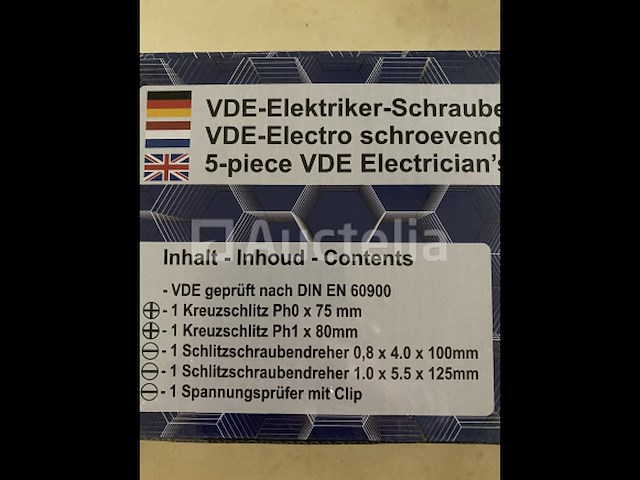 VDE-Elektriker-Schraube
VDE-Electro schroevend
5-piece VDE Electrician's
Auctelia
Inhalt - Inhoud - Contents
- VDE geprüft nach DIN EN 60900
- 1 Kreuzschlitz Ph0 x 75 mm
- 1 Kreuzschlitz Ph1 x 80mm
- 1 Schlitzschraubendreher 0,8 x 4.0 x 100mm
- 1 Schlitzschraubendreher 1.0 x 5.5 x 125mm
- 1 Spannungsprüfer mit Clip